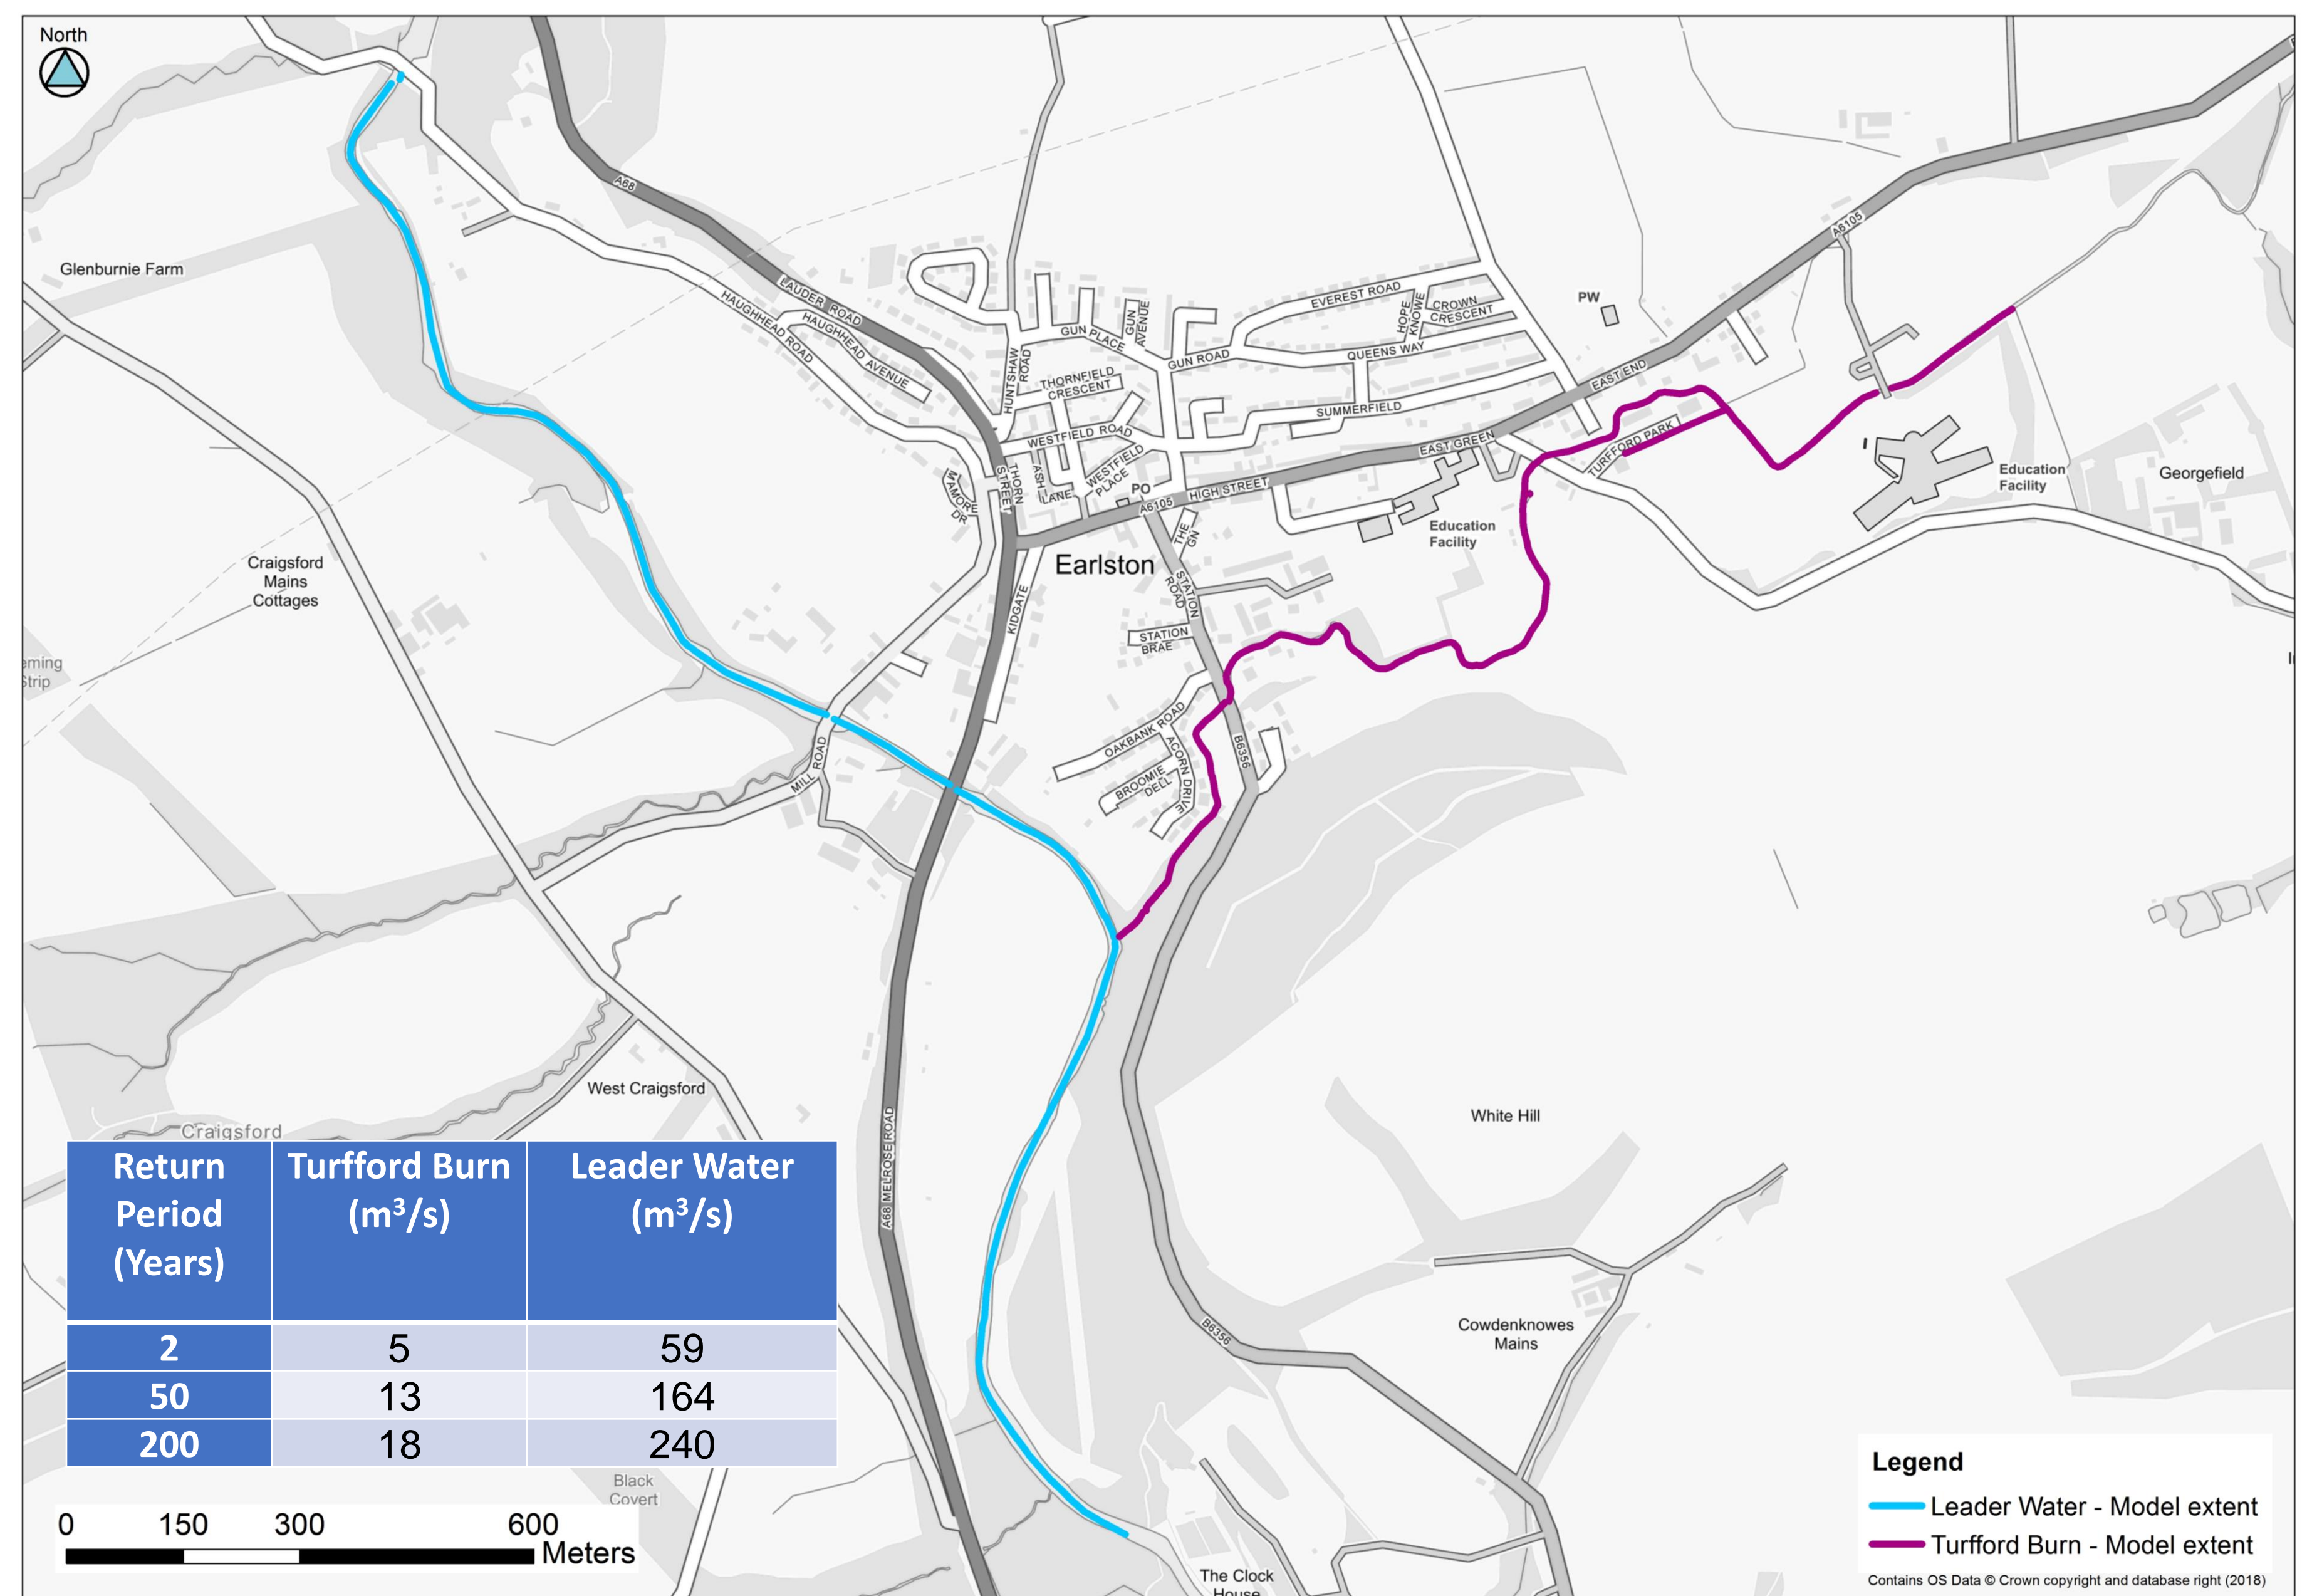 North
A68
Glenburnie Farm
LAUDER ROAD
HAUGHHEAD ROAD
HAUGHHEAD AVENUE
GUN PLACE
GUN
AVENUE
GUN ROAD
EVEREST ROAD
HOPE
KNOWE
CROWN
CRESCENT
QUEENS WAY
PW
A6105
HUNTSHAW
ROAD
THORNFIELD
CRESCENT
SUMMERFIELD
EAST END
WESTFIELD ROAD
WESTFIELD
PLACE
EAST GREEN
TURFFORD PARK
MAMORE
DR
THORN
STREET
ASH
LANE
PO
A6105
HIGH STREET
THE
GN
Education
Facility
Education
Facility
Georgefield
Craigsford
Mains
Cottages
Earlston
KIDGATE
STATION
ROAD
STATION
BRAE
eming
Strip
OAKBANK ROAD
ACORN DRIVE
BROOMIE
DELL
B6356
MILL ROAD
West Craigsford
Craigsford
A68 MELROSE ROAD
White Hill
Cowdenknowes
Mains
B6356
Black
Covert
The Clock
House
Return Period (Years) Turfford Burn (m³/s) Leader Water (m³/s)
2 5 59
50 13 164
200 18 240
0 150 300 600
Meters
Legend
Leader Water - Model extent
Turfford Burn - Model extent
Contains OS Data © Crown copyright and database right (2018)